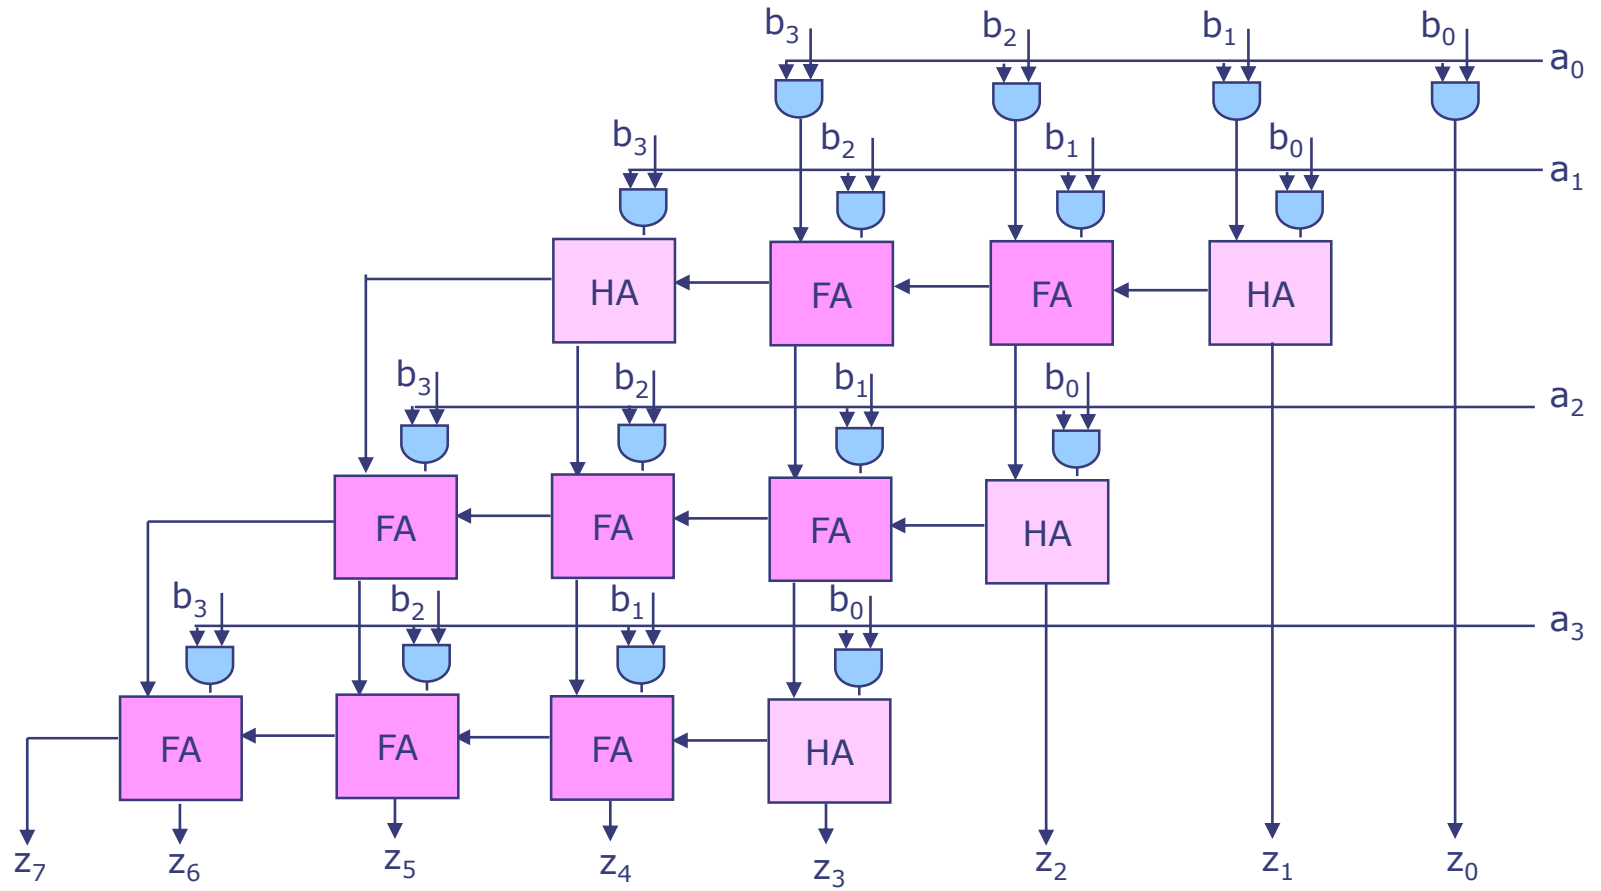 b₃ b₂ b₁ b₀ a₀
b₃ b₂ b₁ b₀ a₁
HA FA FA HA
b₃ b₂ b₁ b₀ a₂
FA FA FA HA
b₃ b₂ b₁ b₀ a₃
FA FA FA HA
z₇ z₆ z₅ z₄ z₃ z₂ z₁ z₀